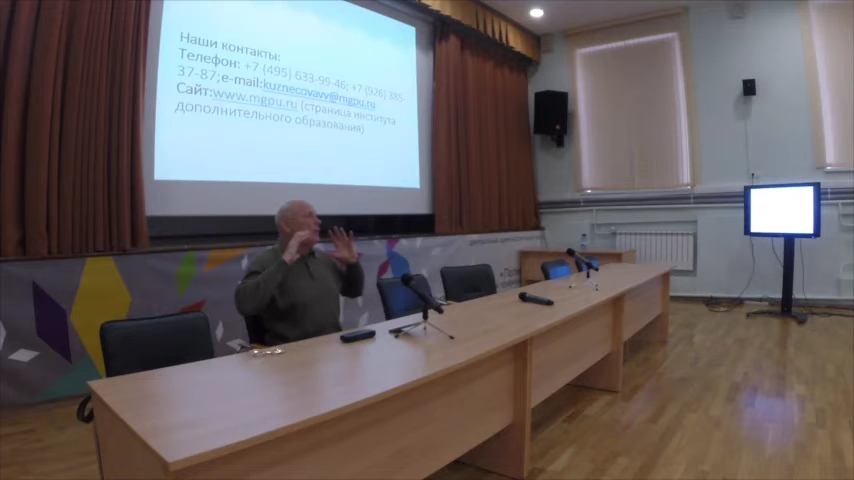 Наши контакты:
Телефон: +7 (495) 633-99-46; +7 (926) 385-
37-87;e-mail:kuznecovavv@mgpu.ru
Сайт:www.mgpu.ru (страница института
дополнительного образования)